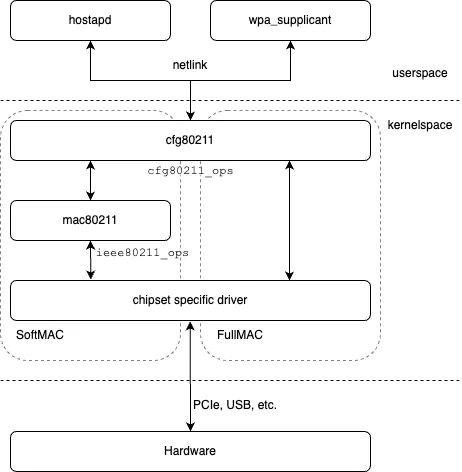 hostapd
wpa_supplicant
netlink
userspace
kernelspace
cfg80211
cfg80211_ops
mac80211
ieee80211_ops
chipset specific driver
SoftMAC
FullMAC
PCIe, USB, etc.
Hardware